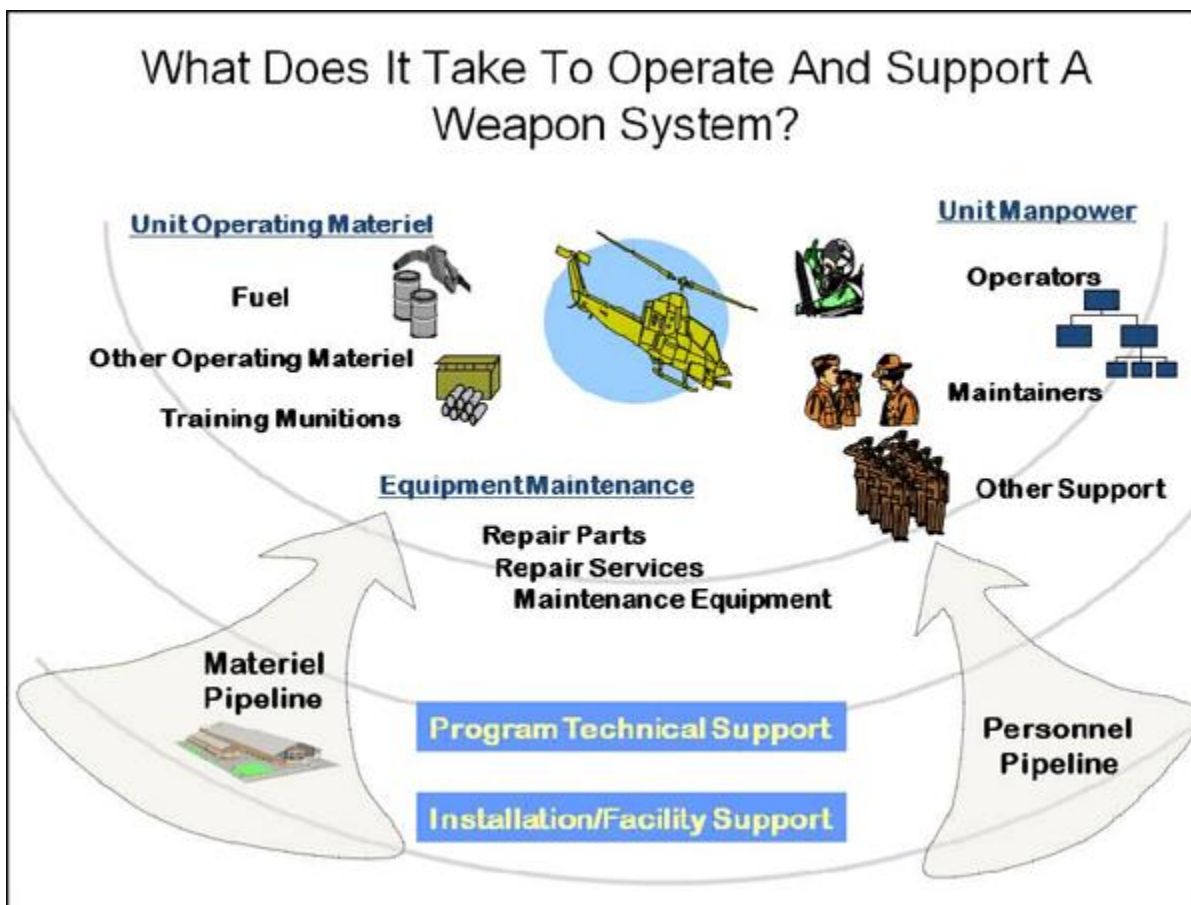 What Does It Take To Operate And Support A
Weapon System?
Unit Operating Materiel
Fuel
Other Operating Materiel
Training Munitions
Unit Manpower
Operators
Maintainers
Other Support
Equipment Maintenance
Repair Parts
Repair Services
Maintenance Equipment
Materiel
Pipeline
Program Technical Support
Installation/Facility Support
Personnel
Pipeline